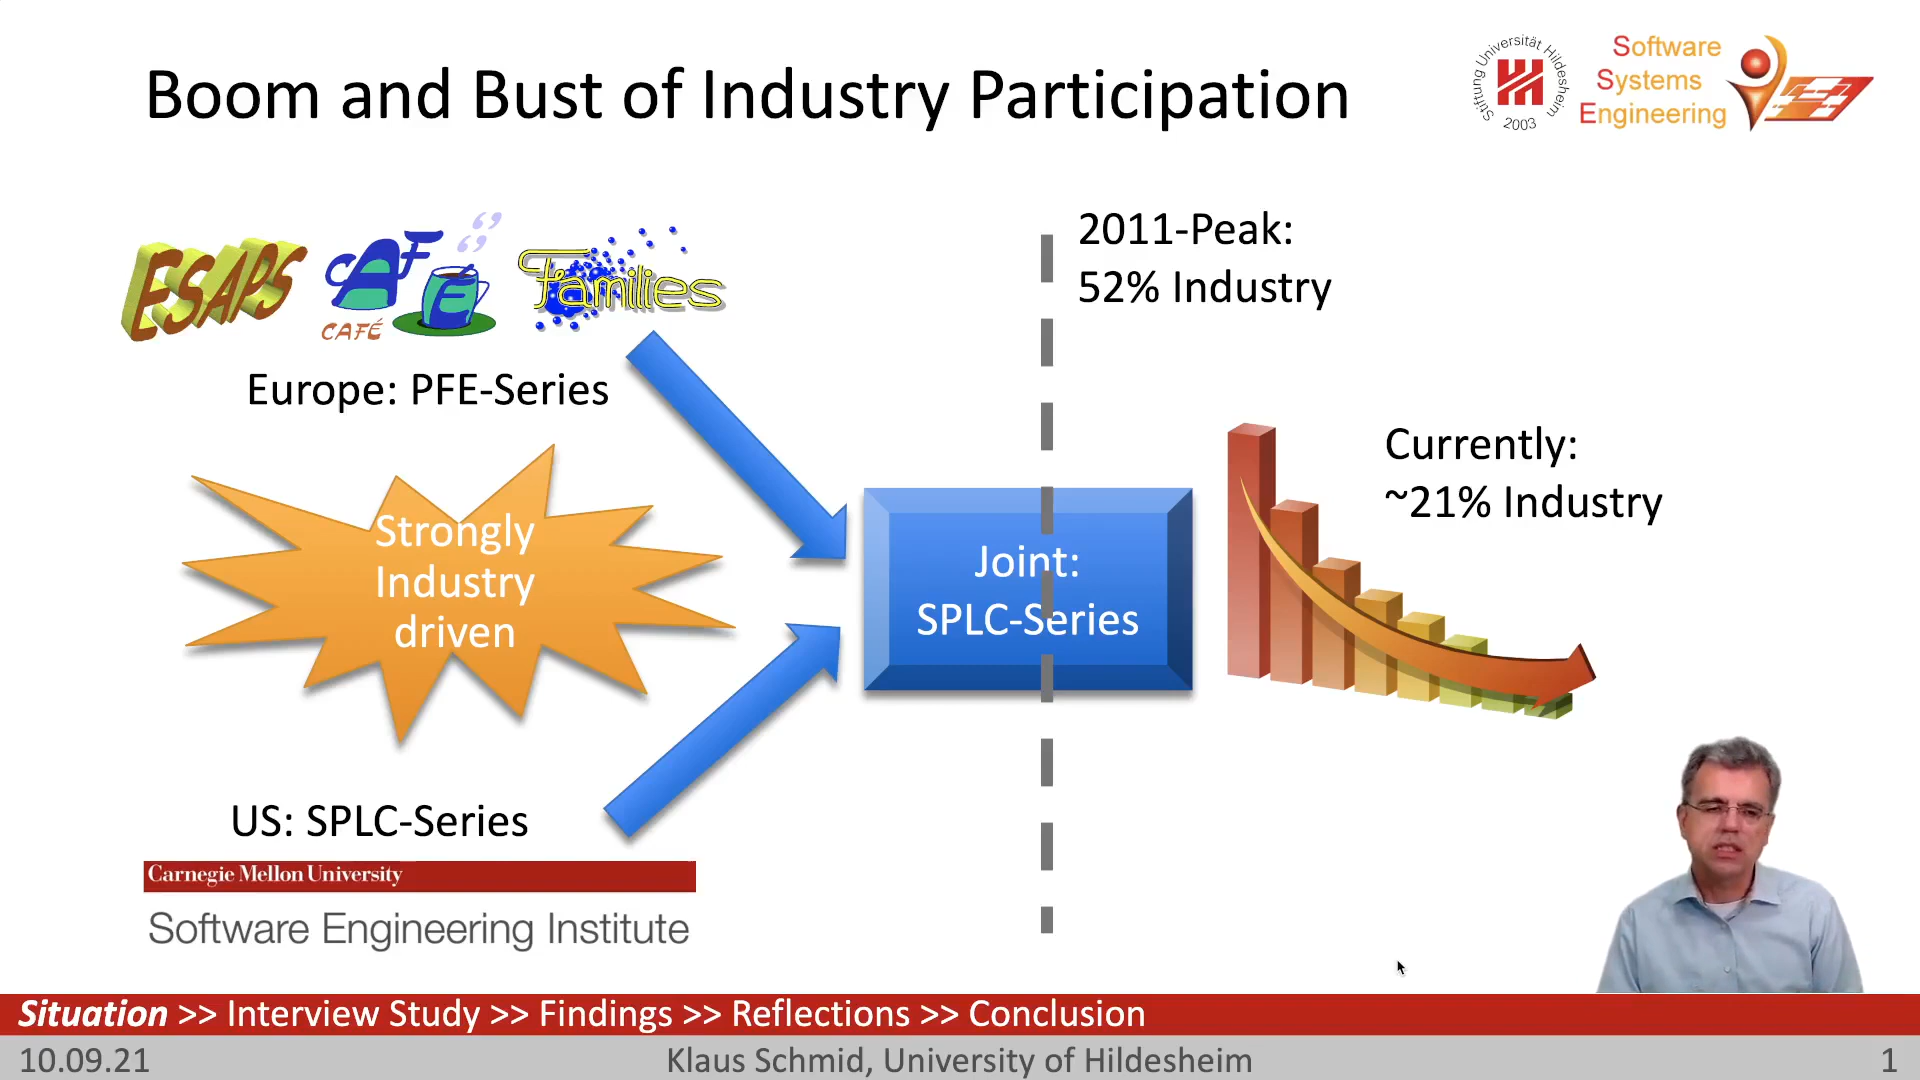 Boom and Bust of Industry Participation
Stiftung Universität Hildesheim
2003
Software
Systems
Engineering
ESAPS
CAFÉ
CAFÉ
Families
Europe: PFE-Series
2011-Peak:
52% Industry
Strongly
Industry
driven
Joint:
SPLC-Series
Currently:
~21% Industry
US: SPLC-Series
Carnegie Mellon University
Software Engineering Institute
Situation >> Interview Study >> Findings >> Reflections >> Conclusion
10.09.21
Klaus Schmid, University of Hildesheim
1